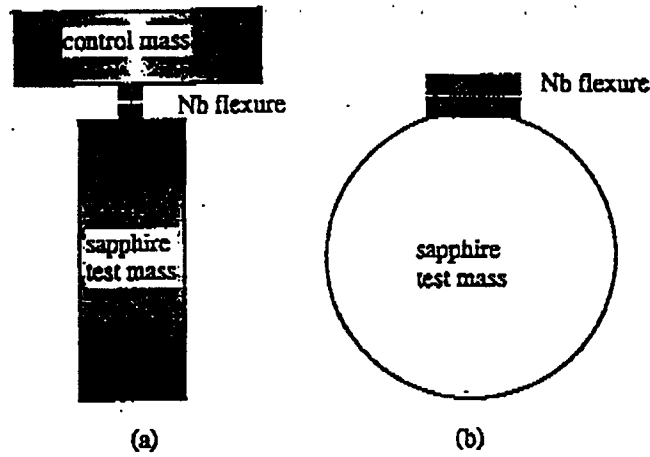 control mass
Nb flexure
Nb flexure
sapphire
test mass
sapphire
test mass
(a)
(b)